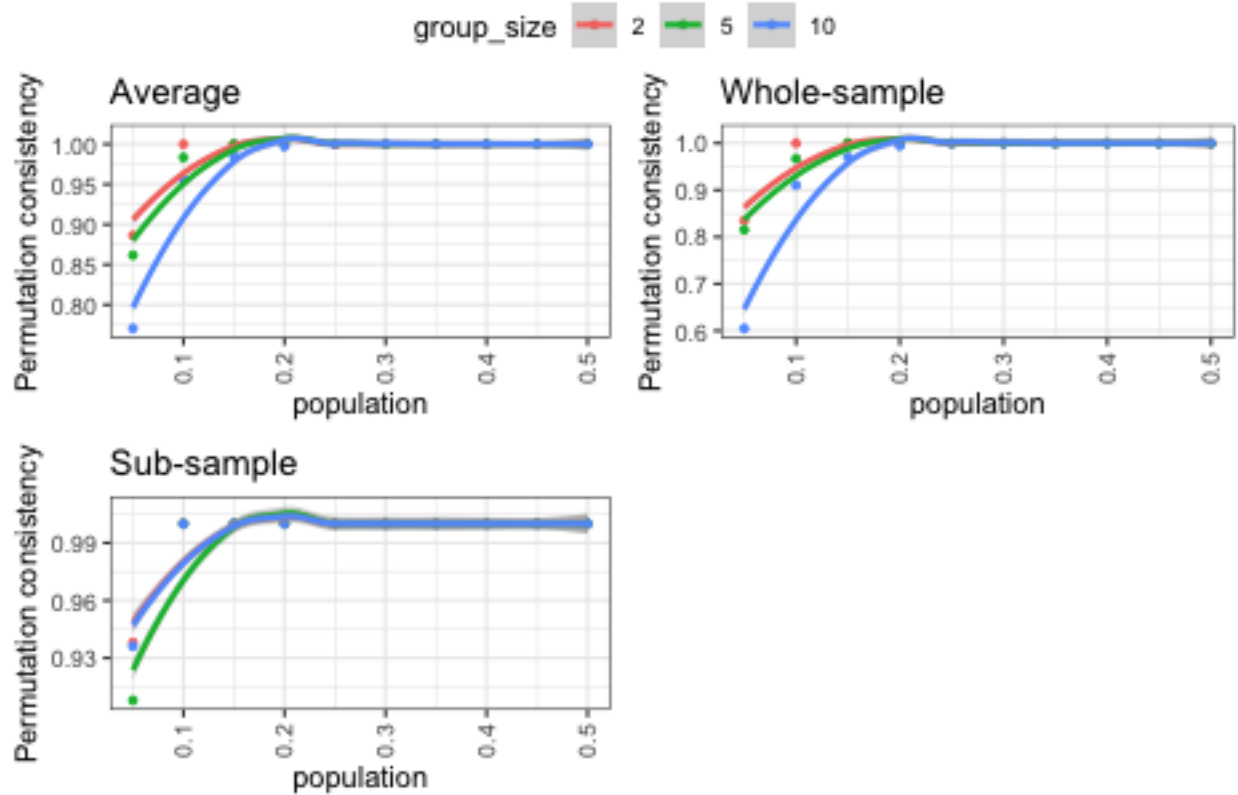 group_size 2 5 10
Average
Permutation consistency
1.00
0.95
0.90
0.85
0.80
0.1 0.2 0.3 0.4 0.5
population
Whole-sample
Permutation consistency
1.0
0.9
0.8
0.7
0.6
0.1 0.2 0.3 0.4 0.5
population
Sub-sample
Permutation consistency
0.99
0.96
0.93
0.1 0.2 0.3 0.4 0.5
population